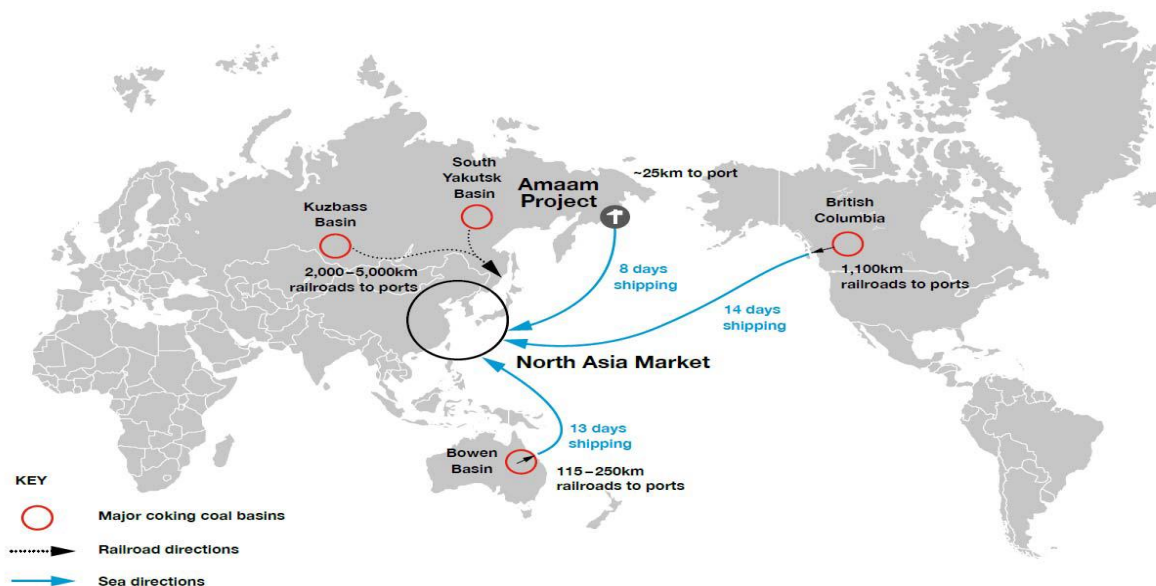 South
Yakutsk
Basin
Amaam
Project
~25km to port
Kuzbass
Basin
British
Columbia
2,000–5,000km
railroads to ports
8 days
shipping
1,100km
railroads to ports
14 days
shipping
North Asia Market
13 days
shipping
Bowen
Basin
115–250km
railroads to ports
KEY
Major coking coal basins
Railroad directions
Sea directions